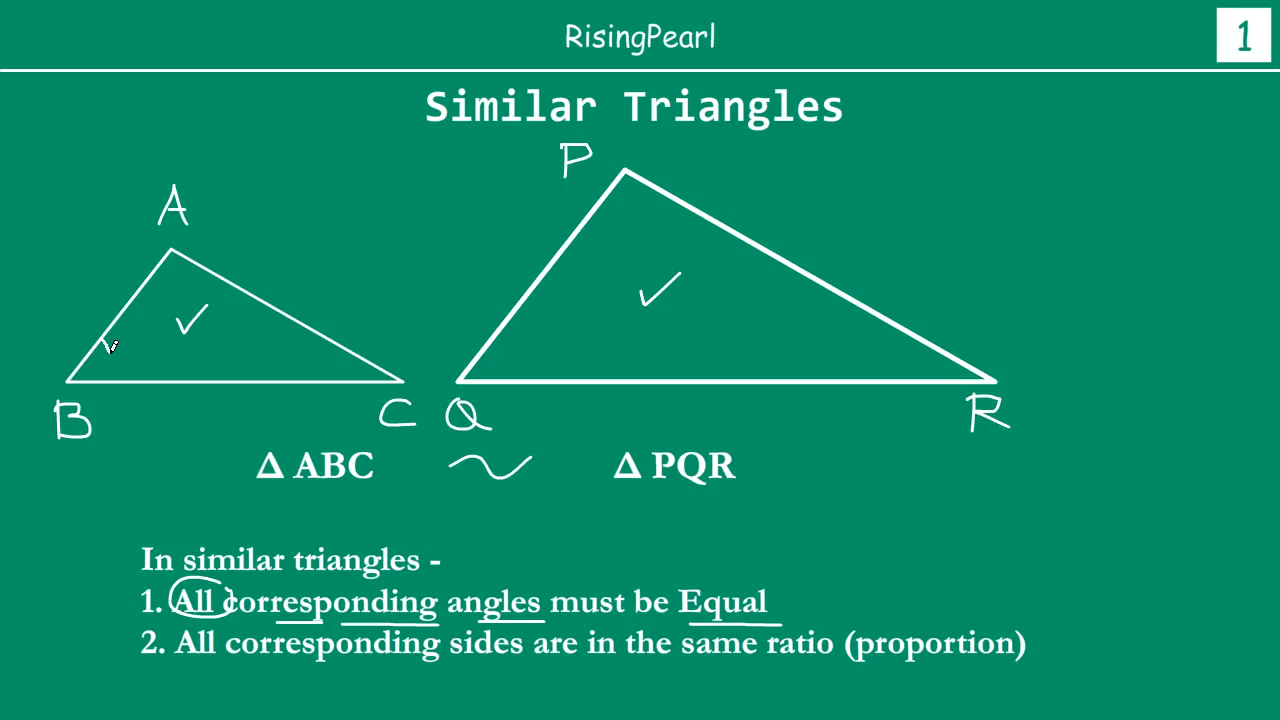 RisingPearl
1
Similar Triangles
P
A
B
C Q
R
Δ ABC ~ Δ PQR
In similar triangles -
1. All corresponding angles must be Equal
2. All corresponding sides are in the same ratio (proportion)